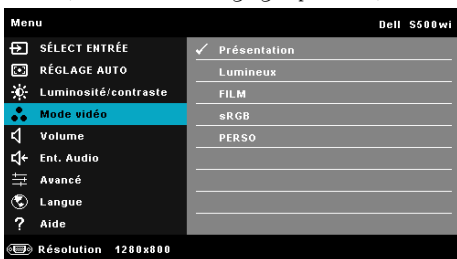 Menu Dell S500wi
SÉLECT ENTRÉE
RÉGLAGE AUTO
Luminosité/contraste
Mode vidéo
Volume
Ent. Audio
Avancé
Langue
? Aide
✓ Présentation
Lumineux
FILM
sRGB
PERSO
Résolution 1280x800